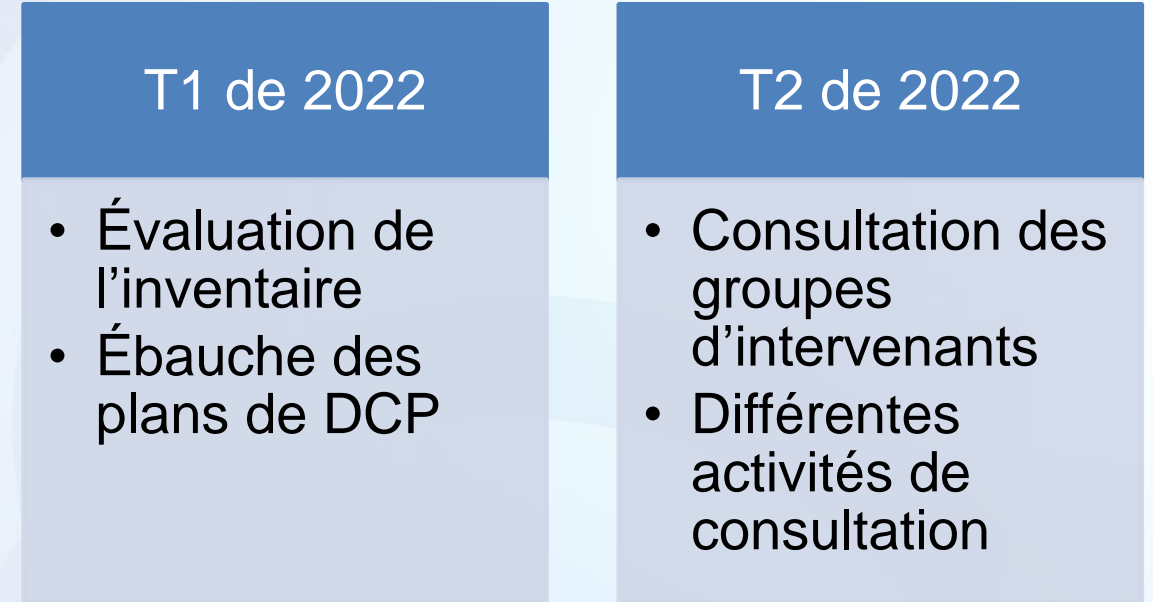 T1 de 2022
• Évaluation de
l’inventaire
• Ébauche des
plans de DCP
T2 de 2022
• Consultation des
groupes
d’intervenants
• Différentes
activités de
consultation